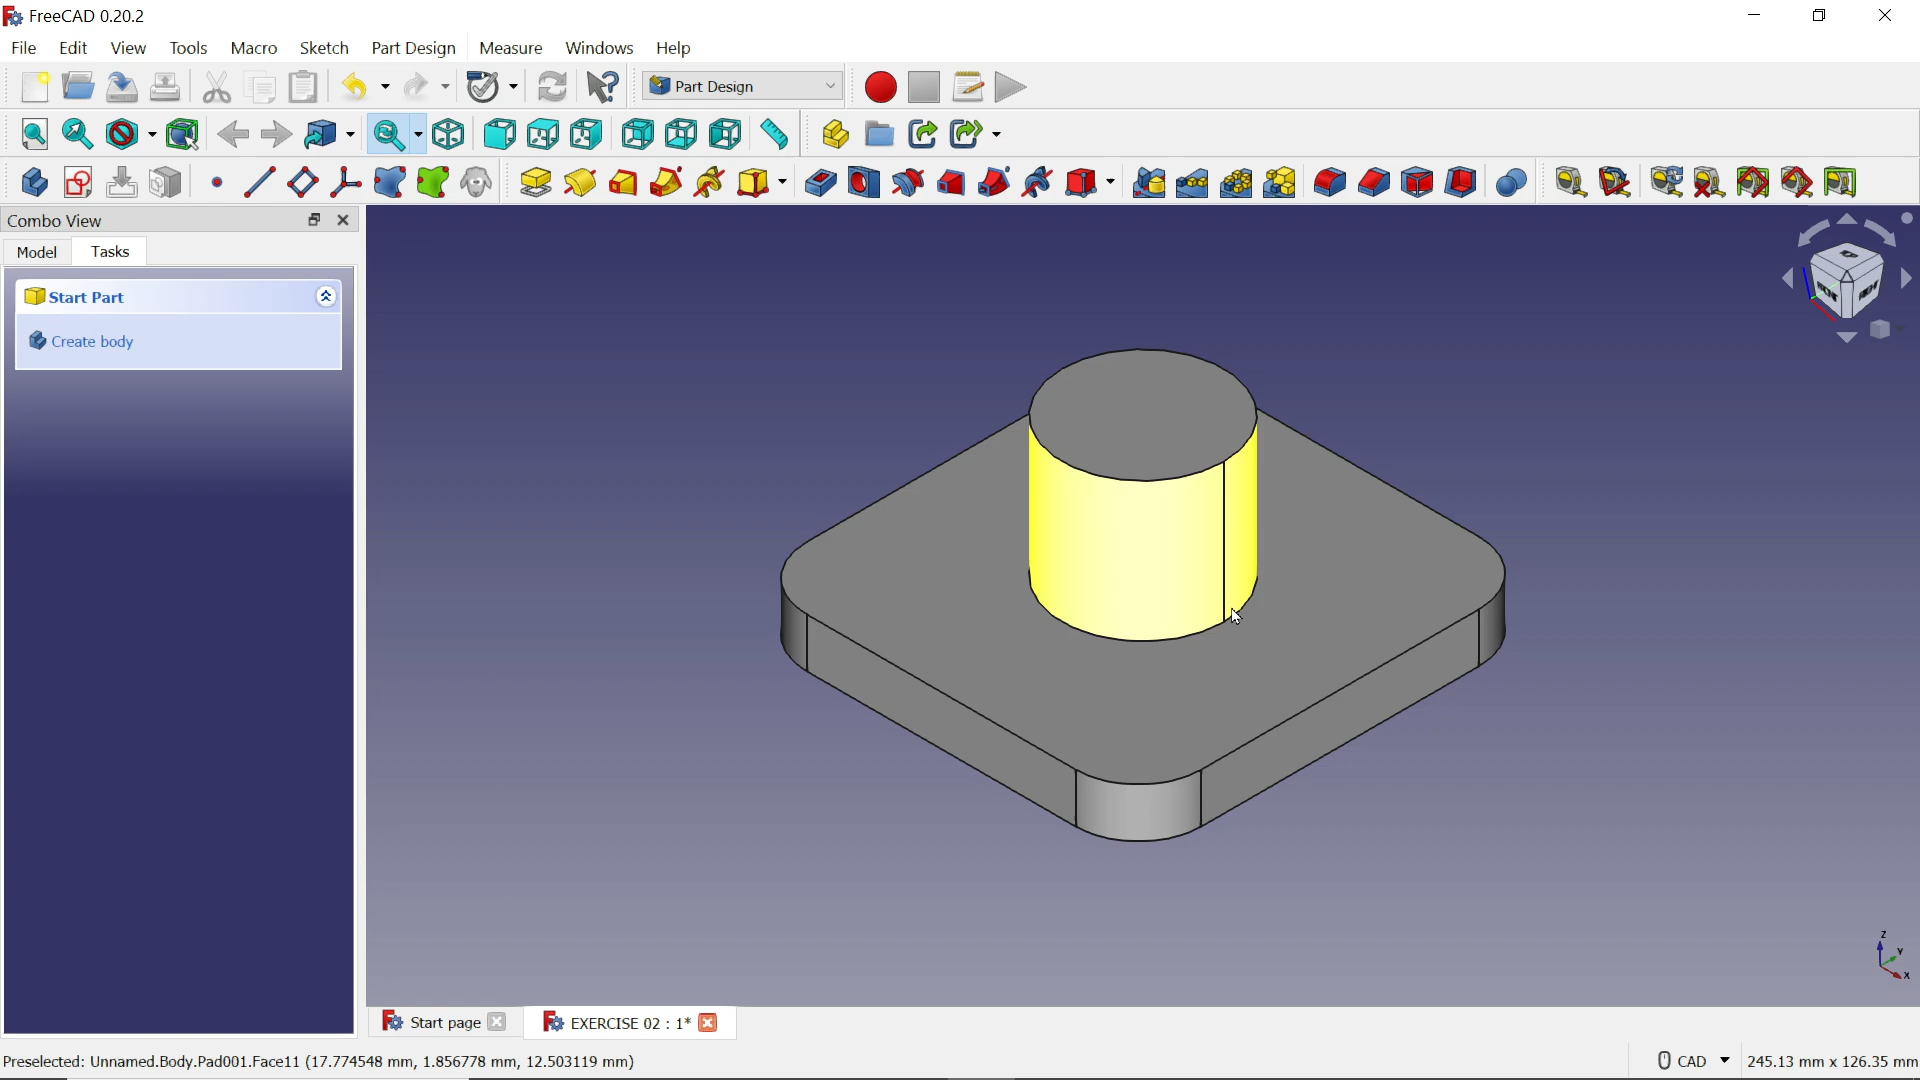 FreeCAD 0.20.2
File Edit View Tools Macro Sketch Part Design Measure Windows Help
Part Design
Combo View
Model Tasks
Start Part
Create body
Z
Y
X
Start page EXERCISE 02 : 1*
Preselected: Unnamed.Body.Pad001.Face11 (17.774548 mm, 1.856778 mm, 12.503119 mm) CAD 245.13 mm x 126.35 mm